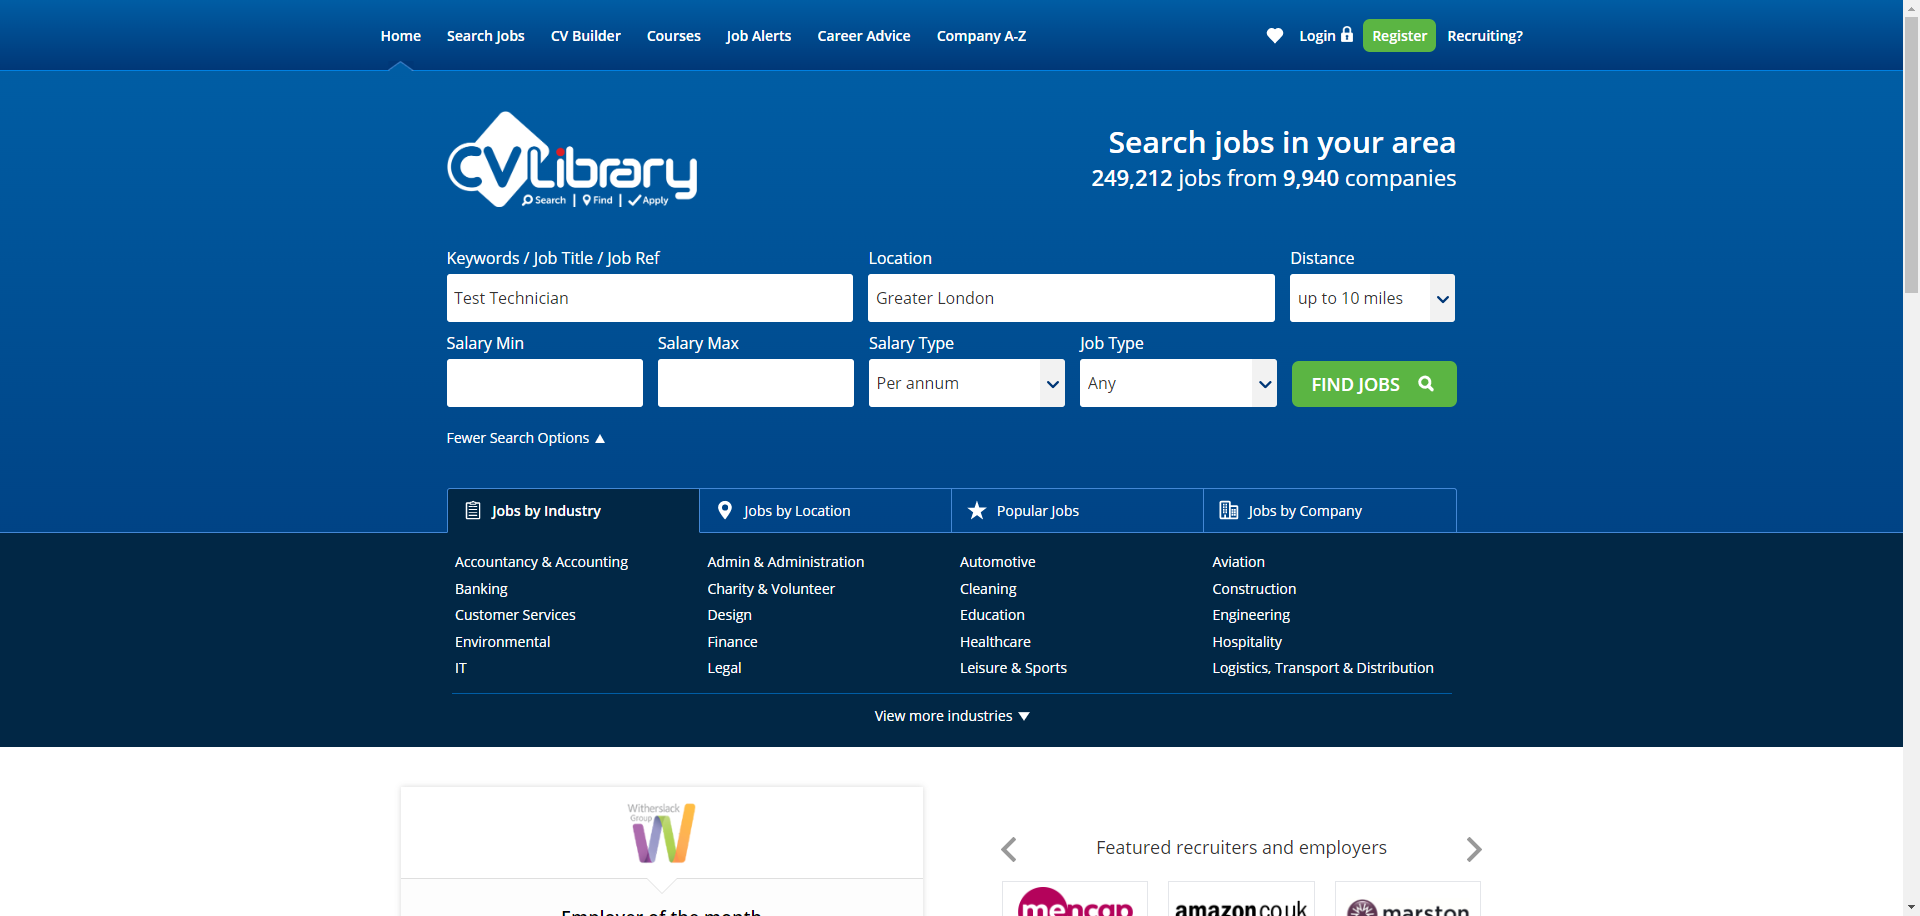 Home Search Jobs CV Builder Courses Job Alerts Career Advice Company A-Z Login Register Recruiting?
CV Library
Search | Find | Apply
Search jobs in your area
249,212 jobs from 9,940 companies
Keywords / Job Title / Job Ref Location Distance
Test Technician Greater London up to 10 miles
Salary Min Salary Max Salary Type Job Type
Per annum Any FIND JOBS
Fewer Search Options
Jobs by Industry Jobs by Location Popular Jobs Jobs by Company
Accountancy & Accounting Admin & Administration Automotive Aviation
Banking Charity & Volunteer Cleaning Construction
Customer Services Design Education Engineering
Environmental Finance Healthcare Hospitality
IT Legal Leisure & Sports Logistics, Transport & Distribution
View more industries
Witherslack
Group
Featured recruiters and employers
Employer of the month
mencap amazon.co.uk marston